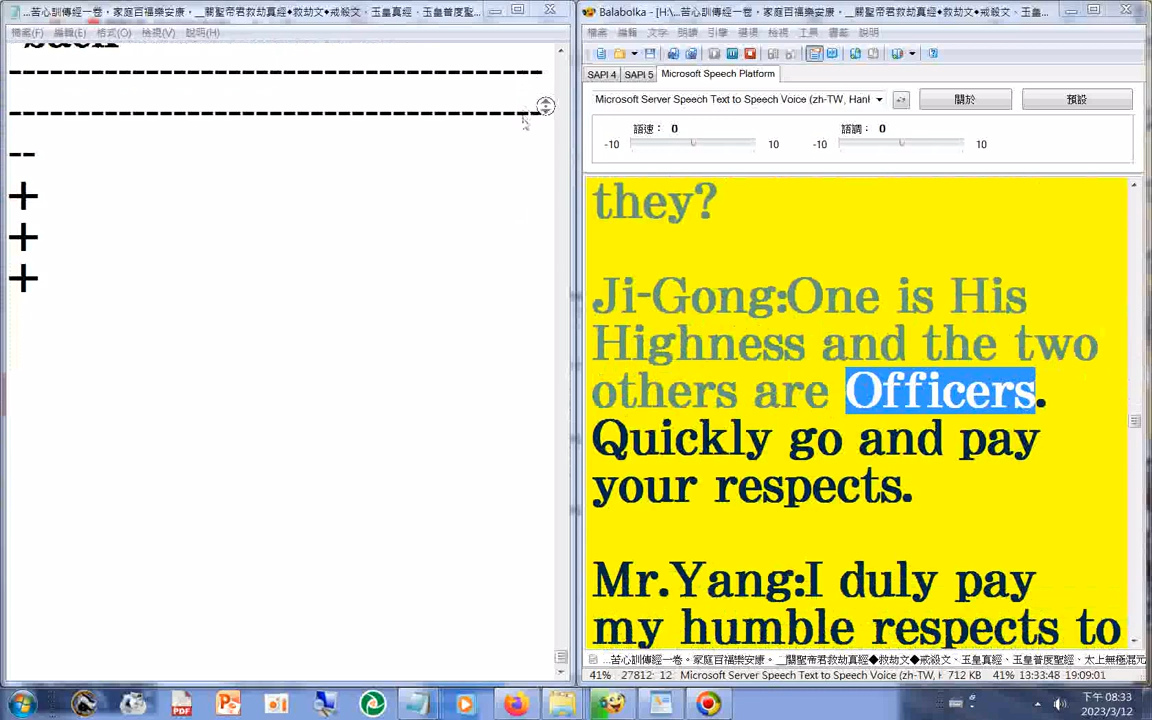 ...苦心訓傳經一卷，家庭百福樂安康，__關聖帝君救劫真經◆救劫文◆戒殺文、玉皇真經、玉皇普度聖...
檔案(F) 編輯(E) 格式(O) 檢視(V) 說明(H)
back
--
+
+
+
Balabolka - [H:\...苦心訓傳經一卷，家庭百福樂安康，__關聖帝君救劫真經◆救劫文◆戒殺文、玉皇...
檔案 編輯 文字 朗讀 引擎 選項 檢視 工具 書籤 說明
SAPI 4 SAPI 5 Microsoft Speech Platform
Microsoft Server Speech Text to Speech Voice (zh-TW, Hanl
關於
預設
語速： 0
語調： 0
-10 10 -10 10
they?
Ji-Gong:One is His
Highness and the two
others are Officers.
Quickly go and pay
your respects.
Mr.Yang:I duly pay
my humble respects to
...苦心訓傳經一卷。家庭百福樂安康。__關聖帝君救劫真經◆救劫文◆戒殺文、玉皇真經、玉皇普度聖經、太上無極混元
41% 27812: 12 Microsoft Server Speech Text to Speech Voice (zh-TW, H 712 KB 41% 13:33:48 19:09:01
PDF
下午 08:33
2023/3/12